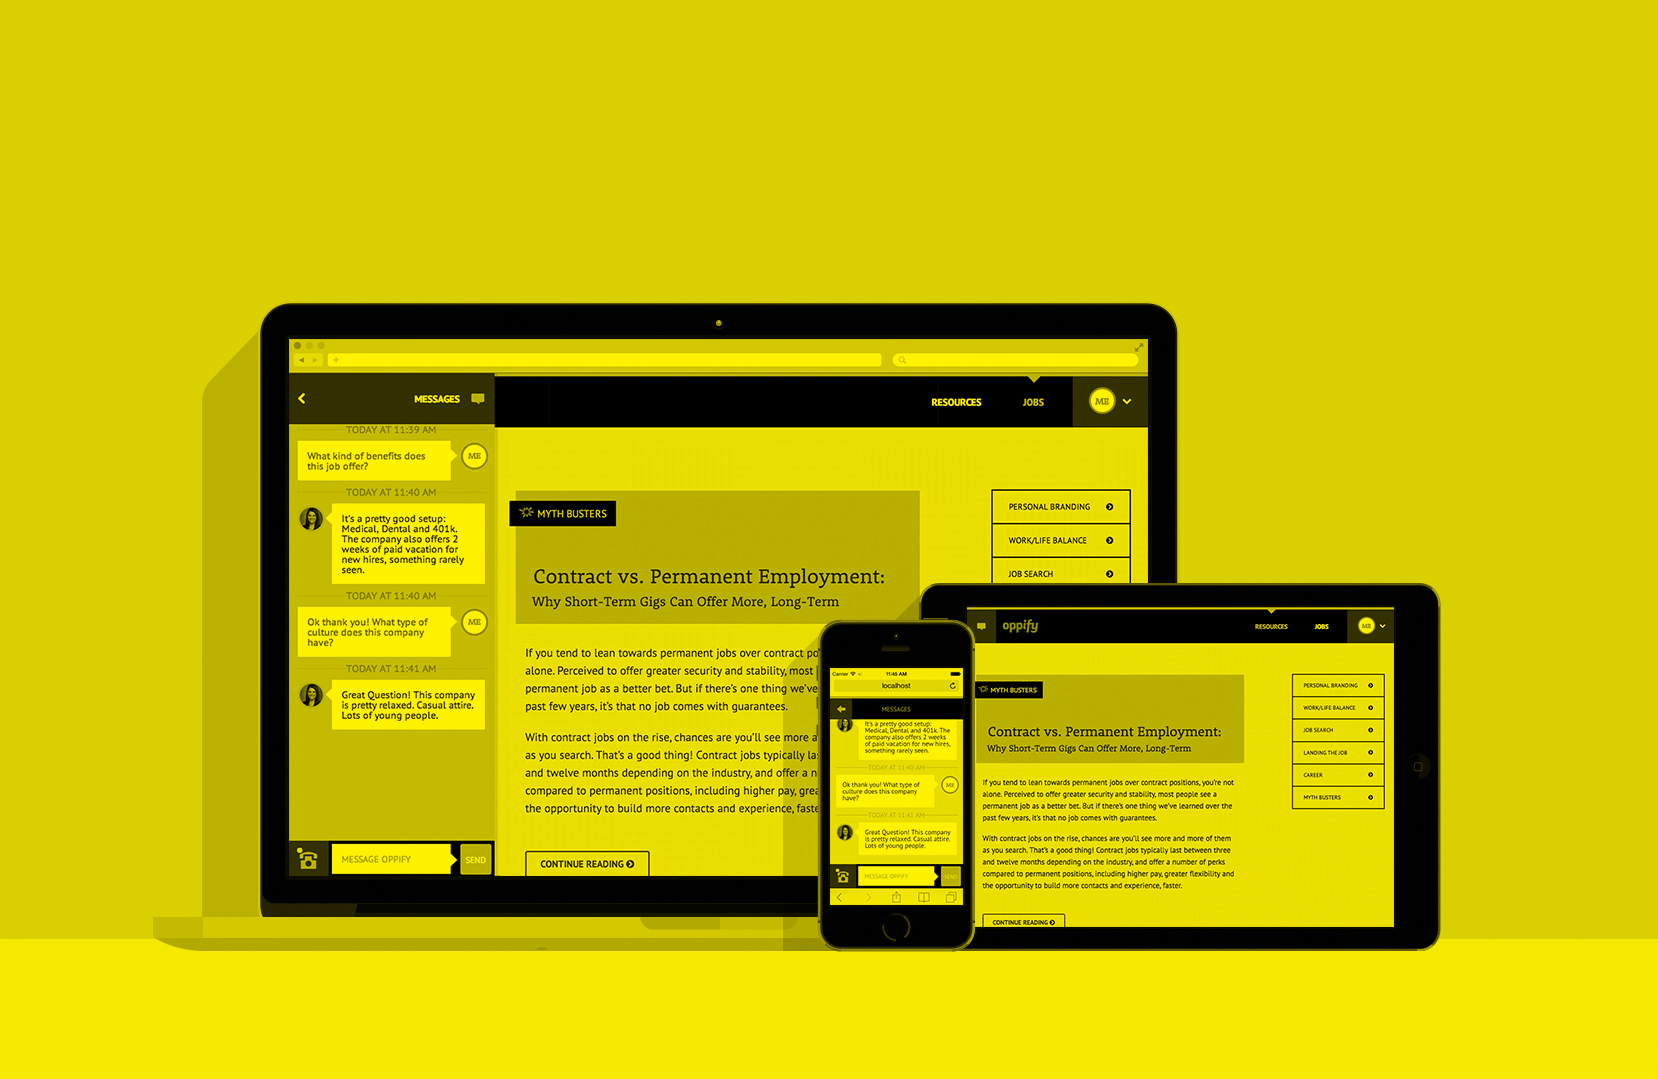 MESSAGES
RESOURCES
JOBS
ME
TODAY AT 11:39 AM
What kind of benefits does
this job offer?
ME
TODAY AT 11:40 AM
It's a pretty good setup:
Medical, Dental and 401k.
The company also offers 2
weeks of paid vacation for
new hires, something rarely
seen.
TODAY AT 11:40 AM
Ok thank you! What type of
culture does this company
have?
ME
TODAY AT 11:41 AM
Great Question! This company
is pretty relaxed. Casual attire.
Lots of young people.
MESSAGE OPPIFY
SEND
MYTH BUSTERS
Contract vs. Permanent Employment:
Why Short-Term Gigs Can Offer More, Long-Term
If you tend to lean towards permanent jobs over contract po
alone. Perceived to offer greater security and stability, most
permanent job as a better bet. But if there's one thing we've
past few years, it's that no job comes with guarantees.
With contract jobs on the rise, chances are you'll see more a
as you search. That's a good thing! Contract jobs typically la
and twelve months depending on the industry, and offer a n
compared to permanent positions, including higher pay, grea
the opportunity to build more contacts and experience, faste
CONTINUE READING
PERSONAL BRANDING
WORK/LIFE BALANCE
JOB SEARCH
Carrier
11:45 AM
localhost
MESSAGES
It's a pretty good setup:
Medical, Dental and 401k. The
company also offers 2 weeks
of paid vacation for new hires,
something rarely seen.
TODAY AT 11:40 AM
Ok thank you! What type of
culture does this company
have?
ME
TODAY AT 11:41 AM
Great Question! This company
is pretty relaxed. Casual attire.
Lots of young people.
MESSAGE OPPIFY
SEND
oppify
RESOURCES
JOBS
ME
MYTH BUSTERS
Contract vs. Permanent Employment:
Why Short-Term Gigs Can Offer More, Long-Term
If you tend to lean towards permanent jobs over contract positions, you're not
alone. Perceived to offer greater security and stability, most people see a
permanent job as a better bet. But if there's one thing we've learned over the
past few years, it's that no job comes with guarantees.
With contract jobs on the rise, chances are you'll see more and more of them
as you search. That's a good thing! Contract jobs typically last between three
and twelve months depending on the industry, and offer a number of perks
compared to permanent positions, including higher pay, greater flexibility and
the opportunity to build more contacts and experience, faster.
CONTINUE READING
PERSONAL BRANDING
WORK/LIFE BALANCE
JOB SEARCH
LANDING THE JOB
CAREER
MYTH BUSTERS